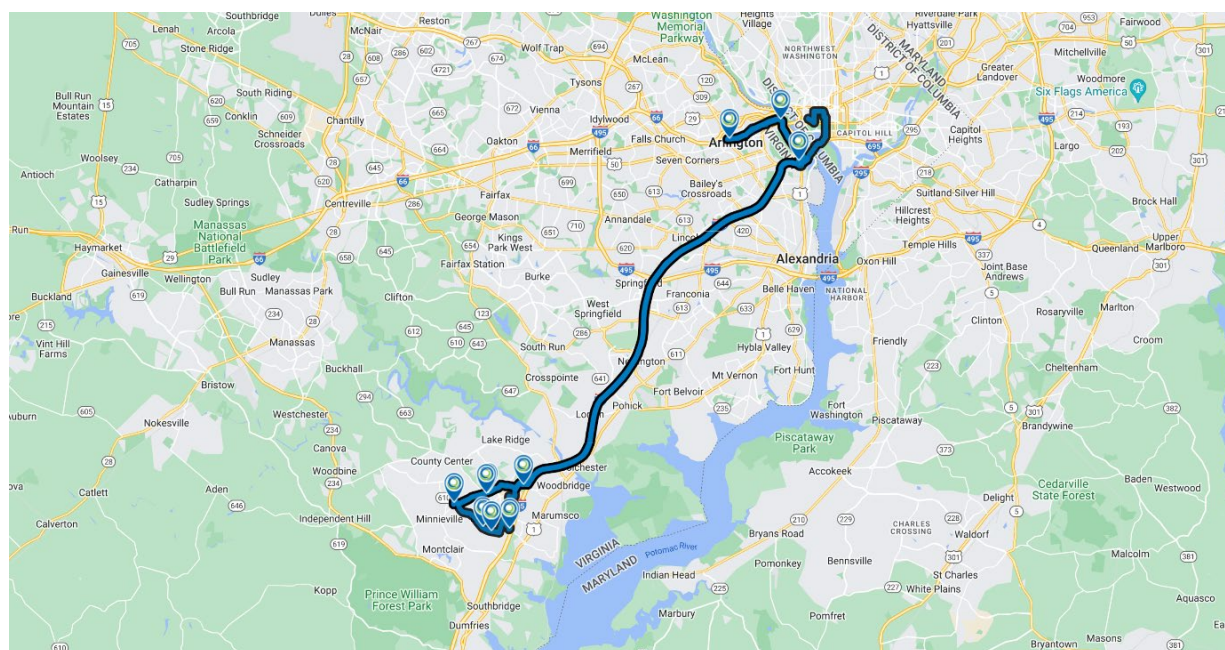 Lenah
Arcola
Southbridge
Dulles
Reston
Washington
Memorial
Parkway
Heights
Village
Adelphi
Hyattsville
Riverdale Park
Fairwood
Stone Ridge
McNair
Wolf Trap
McLean
NORTHWEST
WASHINGTON
MARYLAND
DISTRICT OF COLUMBIA
Greater
Landover
Mitchellville
Bull Run
Mountain
Estates
South Riding
Tysons
Woodmore
Six Flags America
Conklin
Chantilly
Vienna
Idylwood
Schneider
Crossroads
Oakton
Merrifield
Falls Church
Arlington
DISTRICT OF COLUMBIA
VIRGINIA
CAPITOL HILL
Capitol
Heights
Largo
Woolsey
Seven Corners
Antioch
Catharpin
Bailey's
Crossroads
Suitland-Silver Hill
Sudley Springs
Centreville
Fairfax
Annandale
Hillcrest
Heights
Brock Hall
Run
Manassas
National
Battlefield
Park
George Mason
Kings
Park West
Lincolnia
Temple Hills
Queenland
Upper
Marlboro
Haymarket
Gainesville
Wellington
Sudley
Bull Run
Manassas Park
Fairfax Station
Burke
Springfield
Alexandria
Oxon Hill
Joint Base
Andrews
Buckland
Franconia
Belle Haven
NATIONAL
HARBOR
West
Springfield
Clifton
Rosaryville
Marlton
Vint Hill
Farms
Manassas
South Run
Newington
Hybla Valley
Friendly
Clinton
Croom
Buckhall
Crosspointe
Mt Vernon
Fort Hunt
Cheltenham
Bristow
Auburn
Nokesville
Westchester
Canova
Lorton
Pohick
Fort Belvoir
Fort
Washington
Piscataway
Brandywine
Lake Ridge
Piscataway
Park
Woodbine
County Center
Colchester
Woodbridge
Accokeek
Cedarville
State Forest
Baden
Westwood
Catlett
Aden
Calverton
Independent Hill
Minnieville
Marumsco
Delight
Montclair
VIRGINIA
MARYLAND
Potomac River
Bryans Road
CHARLES
CROSSING
Waldorf
Malcolm
Pomonkey
Bennsville
Kopp
Prince William
Forest Park
Indian Head
St Charles
White Plains
Aquasco
Southbridge
Dumfries
Marbury
Pomfret
Bryantown
Masons